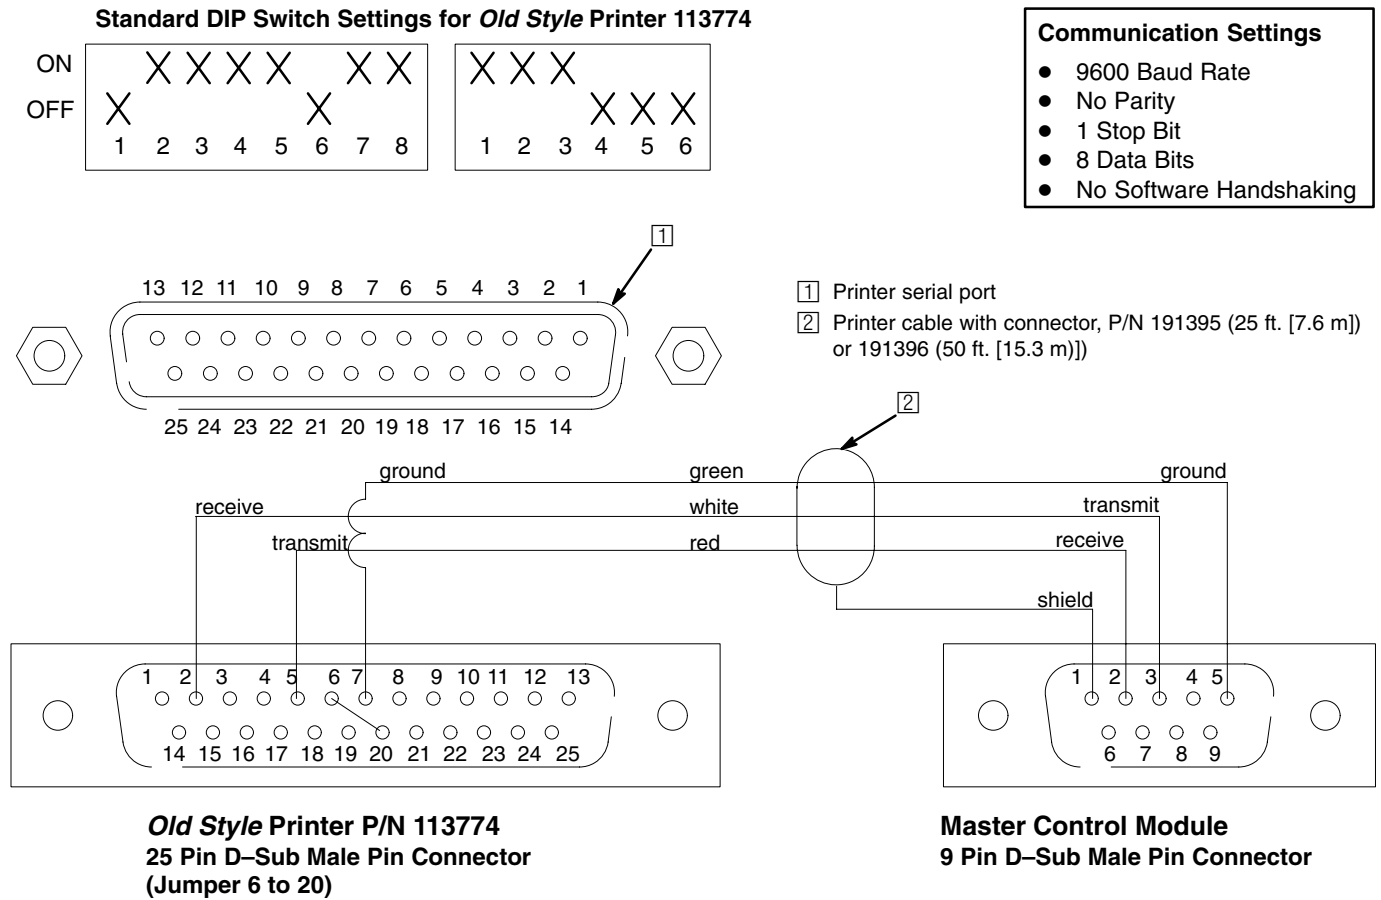 Standard DIP Switch Settings for Old Style Printer 113774
ON
OFF
1 2 3 4 5 6 7 8
1 2 3 4 5 6
Communication Settings
● 9600 Baud Rate
● No Parity
● 1 Stop Bit
● 8 Data Bits
● No Software Handshaking
1
13 12 11 10 9 8 7 6 5 4 3 2 1
25 24 23 22 21 20 19 18 17 16 15 14
1 Printer serial port
2 Printer cable with connector, P/N 191395 (25 ft. [7.6 m])
or 191396 (50 ft. [15.3 m)])
2
ground green ground
receive white transmit
transmit red receive
shield
1 2 3 4 5 6 7 8 9 10 11 12 13
14 15 16 17 18 19 20 21 22 23 24 25
1 2 3 4 5
6 7 8 9
Old Style Printer P/N 113774
25 Pin D–Sub Male Pin Connector
(Jumper 6 to 20)
Master Control Module
9 Pin D–Sub Male Pin Connector